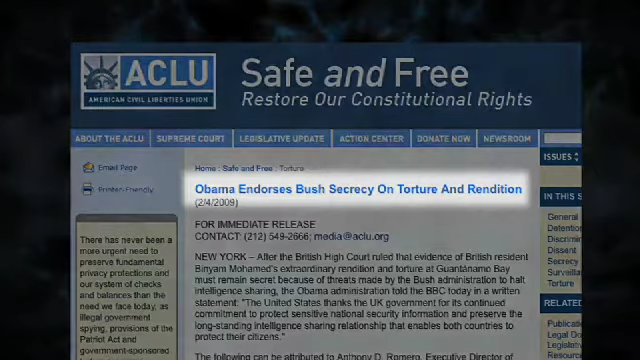 ACLU
AMERICAN CIVIL LIBERTIES UNION
Safe and Free
Restore Our Constitutional Rights
ABOUT THE ACLU
SUPREME COURT
LEGISLATIVE UPDATE
ACTION CENTER
DONATE NOW
NEWSROOM
Email Page
Printer-Friendly
There has never been a
more urgent need to
preserve fundamental
privacy protections and
our system of checks
and balances than the
need we face today, as
illegal government
spying, provisions of the
Patriot Act and
government-sponsored
Home : Safe and Free : Torture
Obama Endorses Bush Secrecy On Torture And Rendition
(2/4/2009)
FOR IMMEDIATE RELEASE
CONTACT: (212) 549-2666; media@aclu.org
NEW YORK – After the British High Court ruled that evidence of British resident
Binyam Mohamed's extraordinary rendition and torture at Guantánamo Bay
must remain secret because of threats made by the Bush administration to halt
intelligence sharing, the Obama administration told the BBC today in a written
statement: "The United States thanks the UK government for its continued
commitment to protect sensitive national security information and preserve the
long-standing intelligence sharing relationship that enables both countries to
protect their citizens."
The following can be attributed to Anthony D. Romero, Executive Director of
ISSUES
IN THIS S
General
Detentio
Discrimi
Dissent
Secrecy
Surveilla
Torture
RELATED
Publicatio
Legal Do
Legislativ